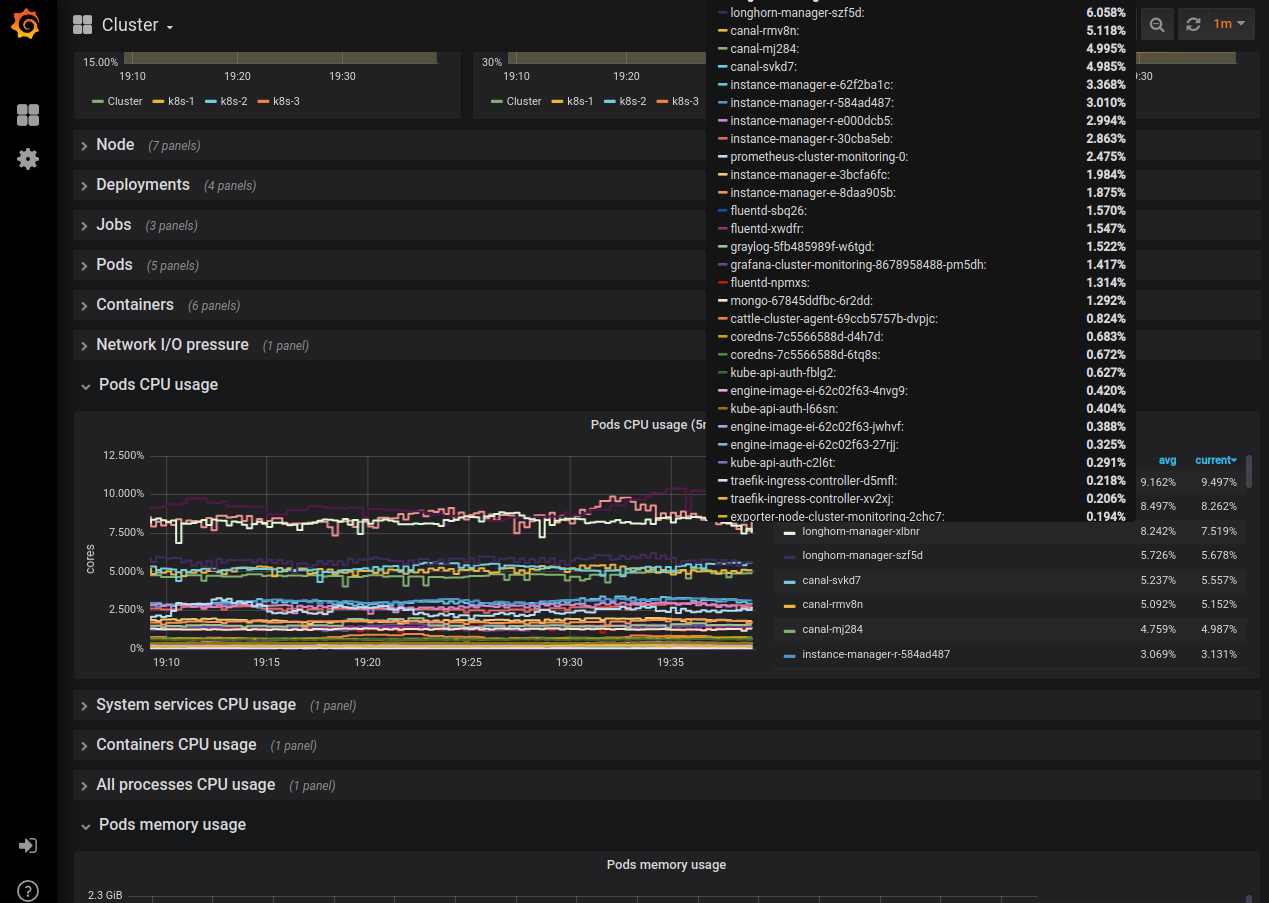 Cluster
1m
15.00%
19:10 19:20 19:30
Cluster k8s-1 k8s-2 k8s-3
30%
19:10 19:20
:30
Cluster k8s-1 k8s-2 k8s-3
Node (7 panels)
Deployments (4 panels)
Jobs (3 panels)
Pods (5 panels)
Containers (6 panels)
Network I/O pressure (1 panel)
Pods CPU usage
longhorn-manager-szf5d: 6.058%
canal-rmv8n: 5.118%
canal-mj284: 4.995%
canal-svkd7: 4.985%
instance-manager-e-62f2ba1c: 3.368%
instance-manager-r-584ad487: 3.010%
instance-manager-r-e000dcb5: 2.994%
instance-manager-r-30cba5eb: 2.863%
prometheus-cluster-monitoring-0: 2.475%
instance-manager-e-3bcfa6fc: 1.984%
instance-manager-e-8daa905b: 1.875%
fluentd-sbq26: 1.570%
fluentd-xwdfr: 1.547%
graylog-5fb485989f-w6tgd: 1.522%
grafana-cluster-monitoring-8678958488-pm5dh: 1.417%
fluentd-npmxs: 1.314%
mongo-67845ddfbc-6r2dd: 1.292%
cattle-cluster-agent-69ccb5757b-dvpjc: 0.824%
coredns-7c5566588d-d4h7d: 0.683%
coredns-7c5566588d-6tq8s: 0.672%
kube-api-auth-fblg2: 0.627%
engine-image-ei-62c02f63-4nvg9: 0.420%
kube-api-auth-l66sn: 0.404%
engine-image-ei-62c02f63-jwhvf: 0.388%
engine-image-ei-62c02f63-27rjj: 0.325%
kube-api-auth-c2l6t: 0.291%
traefik-ingress-controller-d5mfl: 0.218%
traefik-ingress-controller-xv2xj: 0.206%
exporter-node-cluster-monitoring-2chc7: 0.194%
Pods CPU usage (5m
12.500%
10.000%
7.500%
5.000%
2.500%
0%
cores
19:10 19:15 19:20 19:25 19:30 19:35
avg current
9.162% 9.497%
8.497% 8.262%
longhorn-manager-xlbnr 8.242% 7.519%
longhorn-manager-szf5d 5.726% 5.678%
canal-svkd7 5.237% 5.557%
canal-rmv8n 5.092% 5.152%
canal-mj284 4.759% 4.987%
instance-manager-r-584ad487 3.069% 3.131%
System services CPU usage (1 panel)
Containers CPU usage (1 panel)
All processes CPU usage (1 panel)
Pods memory usage
Pods memory usage
2.3 GiB